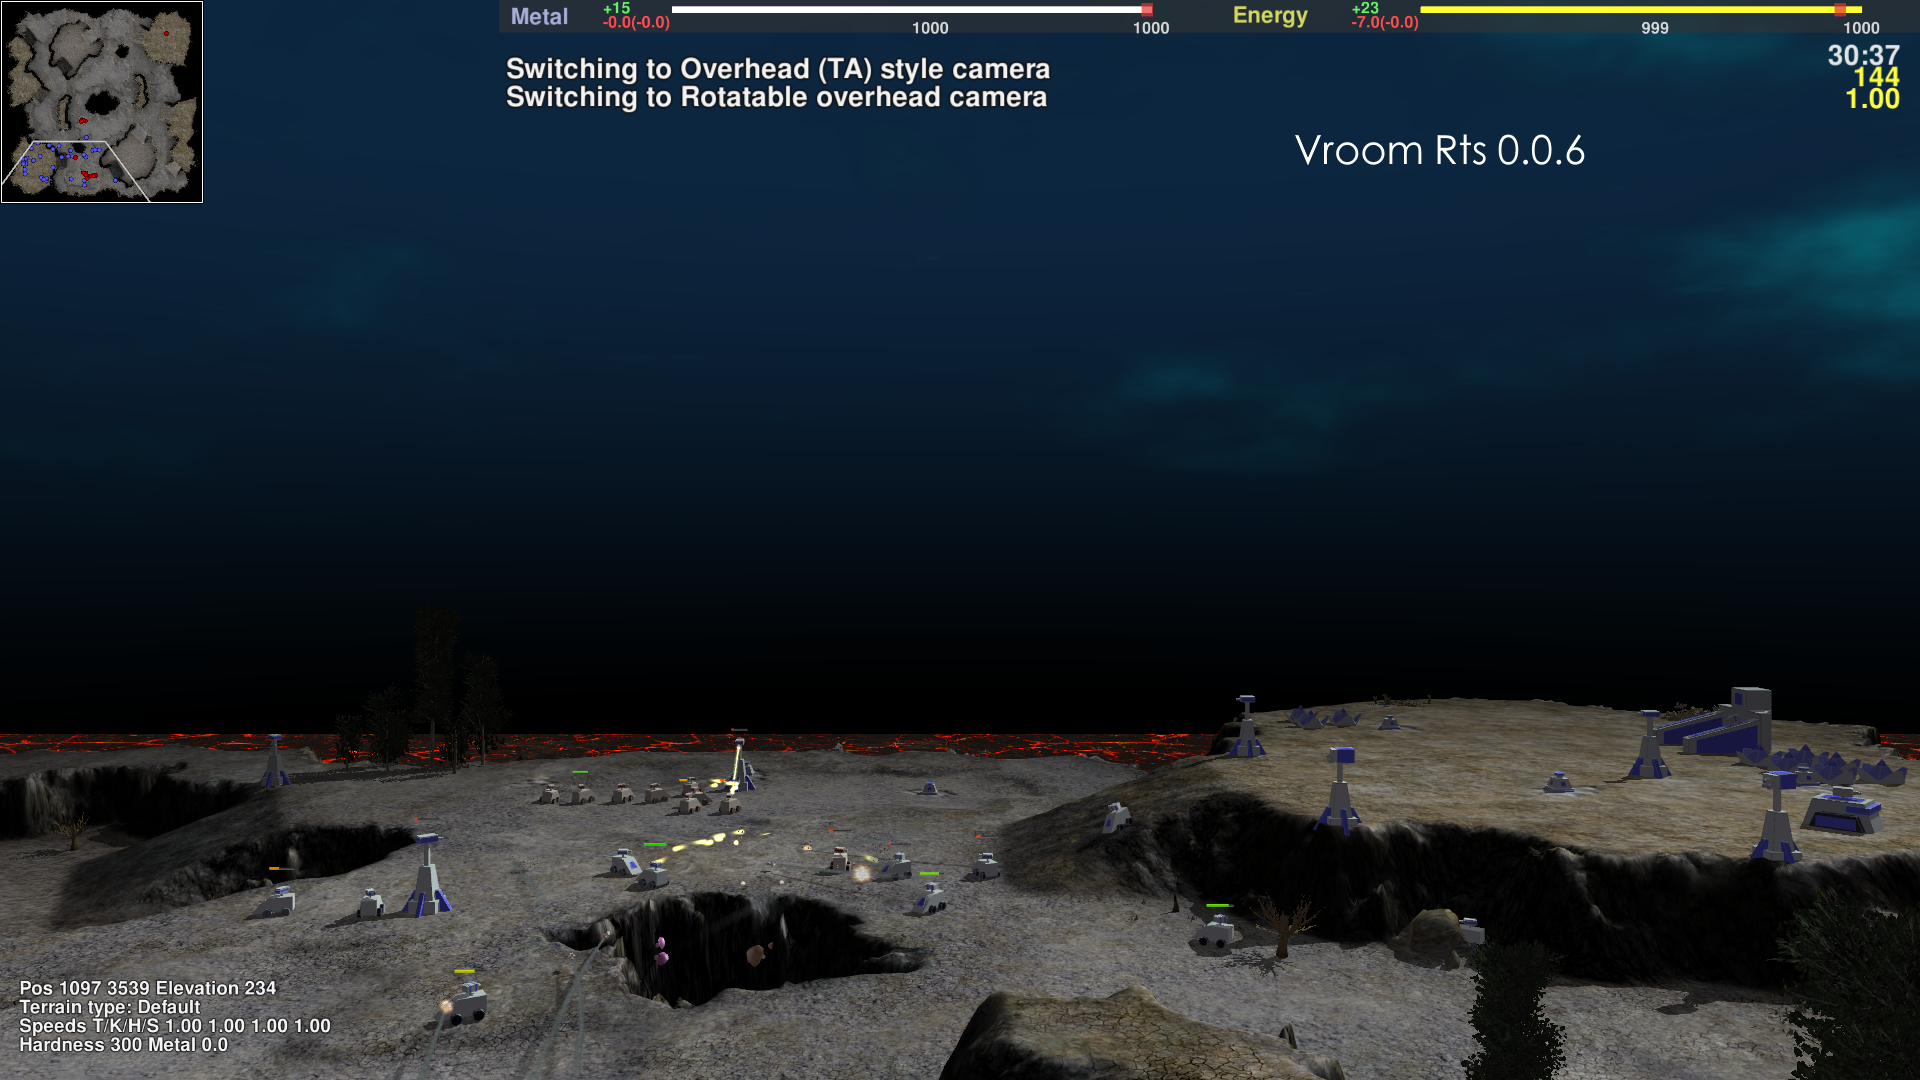 Metal
+15
-0.0(-0.0)
1000
1000
Energy
+23
-7.0(-0.0)
999
1000
30:37
144
1.00
Switching to Overhead (TA) style camera
Switching to Rotatable overhead camera
Vroom Rts 0.0.6
Pos 1097 3539 Elevation 234
Terrain type: Default
Speeds T/K/H/S 1.00 1.00 1.00 1.00
Hardness 300 Metal 0.0